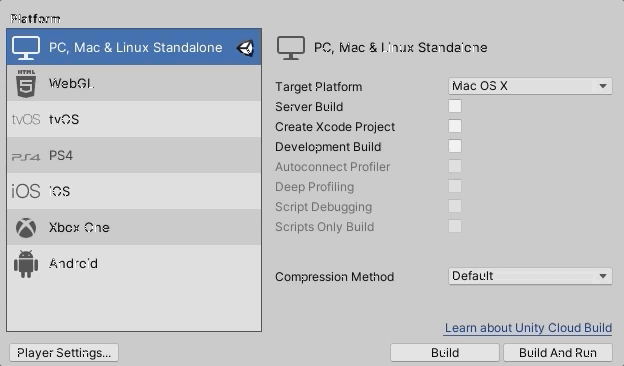 Platform
PC, Mac & Linux Standalone
HTML
5
WebGL
tvOS tvOS
PS4 PS4
iOS iOS
Xbox One
Android
PC, Mac & Linux Standalone
Target Platform Mac OS X
Server Build
Create Xcode Project
Development Build
Autoconnect Profiler
Deep Profiling
Script Debugging
Scripts Only Build
Compression Method Default
Learn about Unity Cloud Build
Player Settings... Build Build And Run